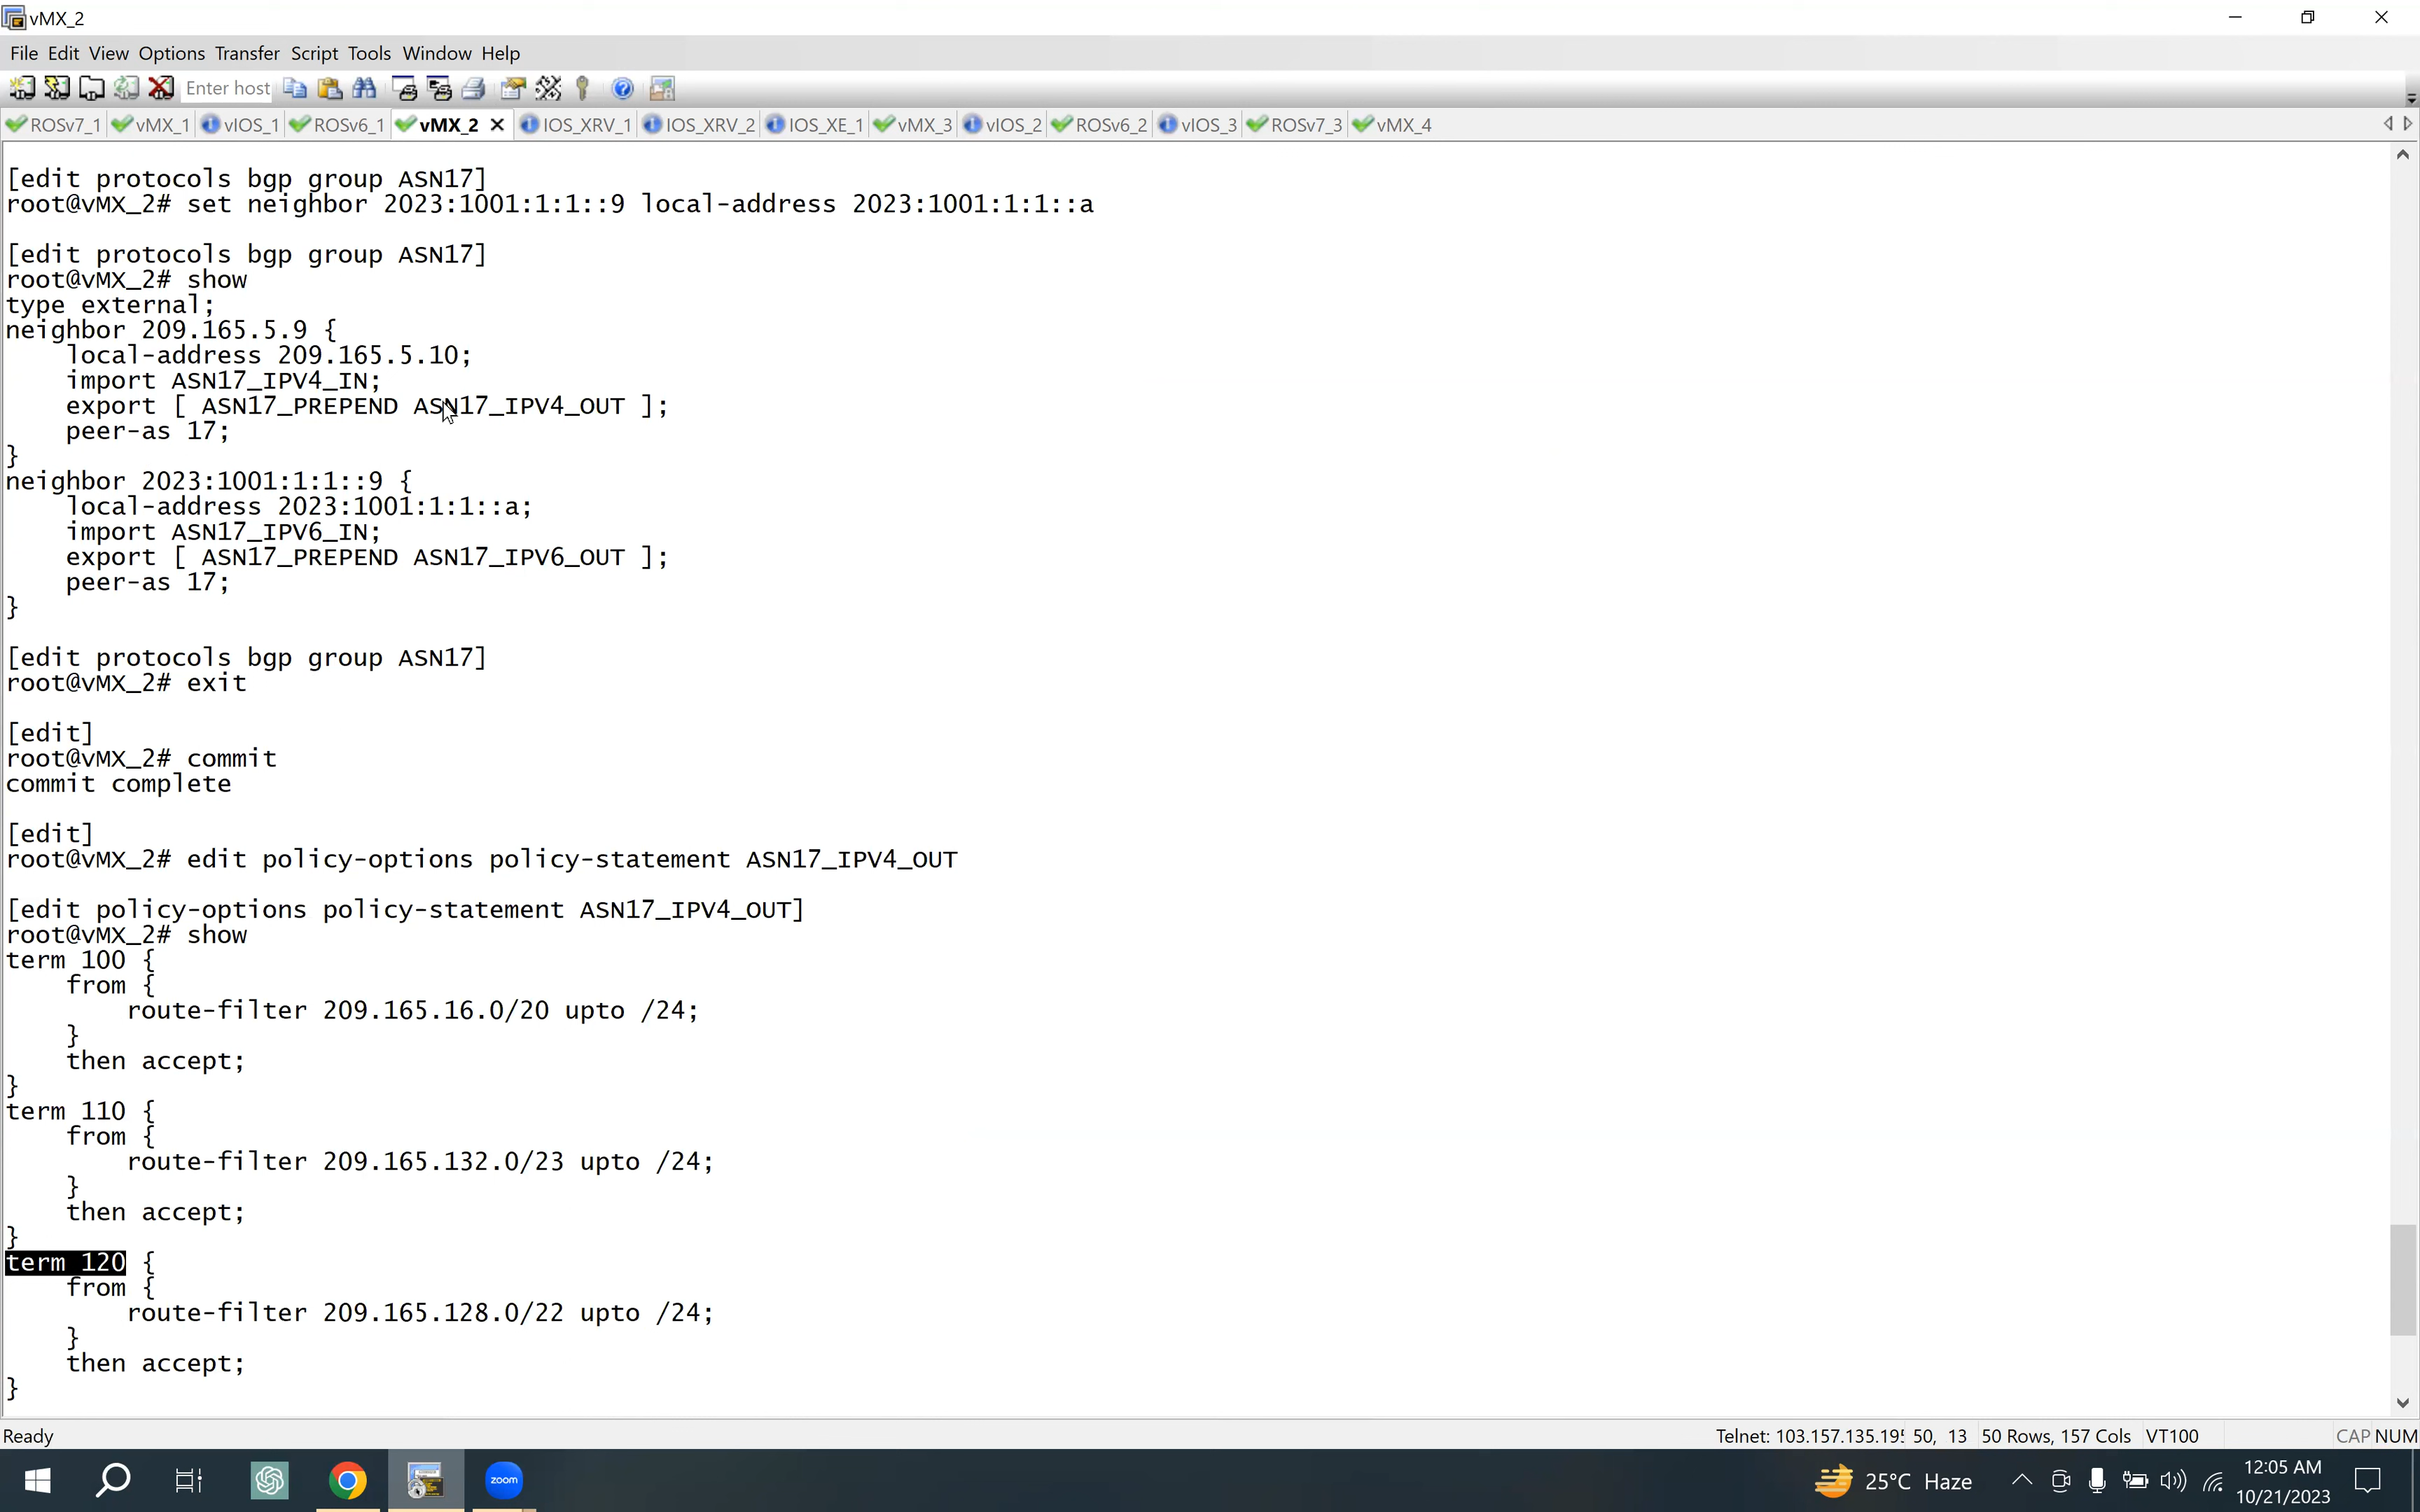 vMX_2
File Edit View Options Transfer Script Tools Window Help
Enter host
ROSv7_1 vMX_1 vIOS_1 ROSv6_1 vMX_2 IOS_XRV_1 IOS_XRV_2 IOS_XE_1 vMX_3 vIOS_2 ROSv6_2 vIOS_3 ROSv7_3 vMX_4
[edit protocols bgp group ASN17]
root@vMX_2# set neighbor 2023:1001:1:1::9 local-address 2023:1001:1:1::a
[edit protocols bgp group ASN17]
root@vMX_2# show
type external;
neighbor 209.165.5.9 {
local-address 209.165.5.10;
import ASN17_IPV4_IN;
export [ ASN17_PREPEND ASN17_IPV4_OUT ];
peer-as 17;
}
neighbor 2023:1001:1:1::9 {
local-address 2023:1001:1:1::a;
import ASN17_IPV6_IN;
export [ ASN17_PREPEND ASN17_IPV6_OUT ];
peer-as 17;
}
[edit protocols bgp group ASN17]
root@vMX_2# exit
[edit]
root@vMX_2# commit
commit complete
[edit]
root@vMX_2# edit policy-options policy-statement ASN17_IPV4_OUT
[edit policy-options policy-statement ASN17_IPV4_OUT]
root@vMX_2# show
term 100 {
from {
route-filter 209.165.16.0/20 upto /24;
}
then accept;
}
term 110 {
from {
route-filter 209.165.132.0/23 upto /24;
}
then accept;
}
term 120 {
from {
route-filter 209.165.128.0/22 upto /24;
}
then accept;
}
Ready Telnet: 103.157.135.195 50, 13 50 Rows, 157 Cols VT100 CAP NUM
zoom 25°C Haze 12:05 AM
10/21/2023